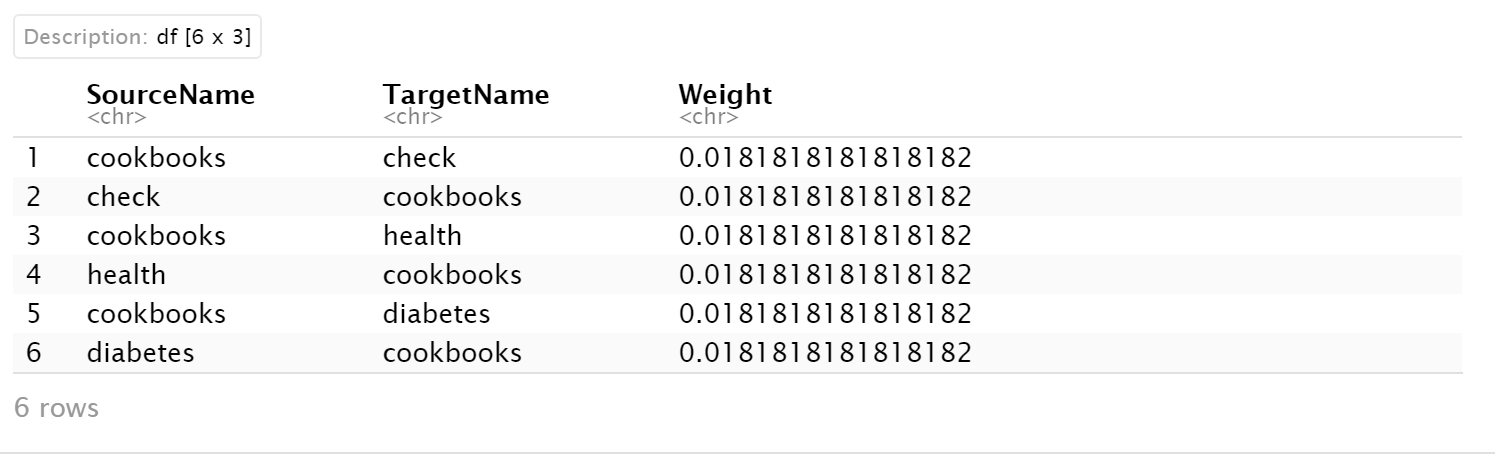 Description: df [6 x 3]
SourceName TargetName Weight
<chr> <chr> <chr>
1 cookbooks check 0.0181818181818182
2 check cookbooks 0.0181818181818182
3 cookbooks health 0.0181818181818182
4 health cookbooks 0.0181818181818182
5 cookbooks diabetes 0.0181818181818182
6 diabetes cookbooks 0.0181818181818182
6 rows